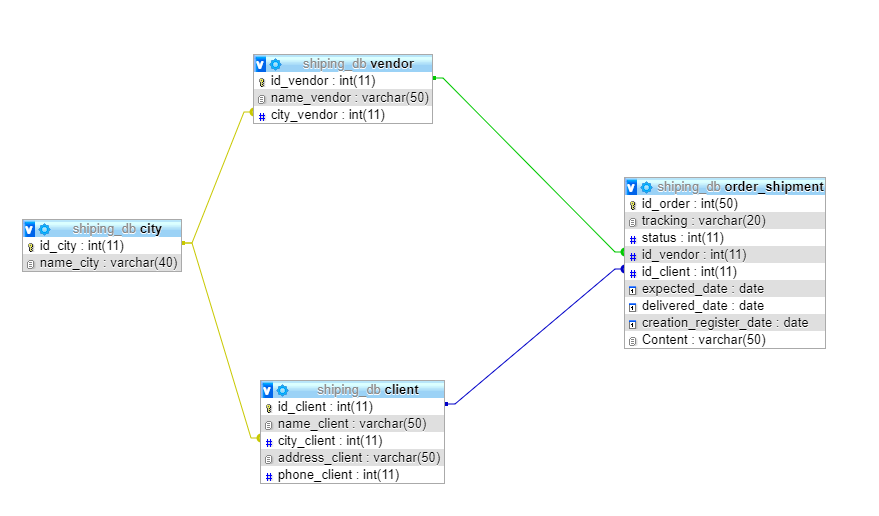 shiping_db vendor
id_vendor : int(11)
name_vendor : varchar(50)
city_vendor : int(11)
shiping_db city
id_city : int(11)
name_city : varchar(40)
shiping_db order_shipment
id_order : int(50)
tracking : varchar(20)
status : int(11)
id_vendor : int(11)
id_client : int(11)
expected_date : date
delivered_date : date
creation_register_date : date
Content : varchar(50)
shiping_db client
id_client : int(11)
name_client : varchar(50)
city_client : int(11)
address_client : varchar(50)
phone_client : int(11)